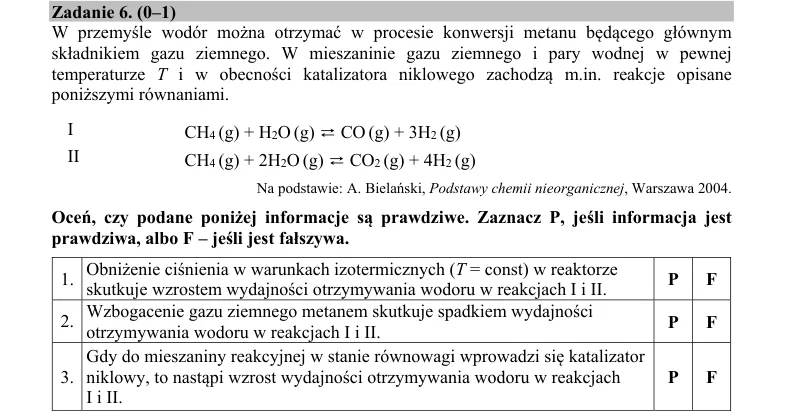 Zadanie 6. (0–1)
W przemyśle wodór można otrzymać w procesie konwersji metanu będącego głównym
składnikiem gazu ziemnego. W mieszaninie gazu ziemnego i pary wodnej w pewnej
temperaturze T i w obecności katalizatora niklowego zachodzą m.in. reakcje opisane
poniższymi równaniami.
I CH4 (g) + H2O (g) ⇄ CO (g) + 3H2 (g)
II CH4 (g) + 2H2O (g) ⇄ CO2 (g) + 4H2 (g)
Na podstawie: A. Bielański, Podstawy chemii nieorganicznej, Warszawa 2004.
Oceń, czy podane poniżej informacje są prawdziwe. Zaznacz P, jeśli informacja jest
prawdziwa, albo F – jeśli jest fałszywa.
1. Obniżenie ciśnienia w warunkach izotermicznych (T = const) w reaktorze
skutkuje wzrostem wydajności otrzymywania wodoru w reakcjach I i II. P F
2. Wzbogacenie gazu ziemnego metanem skutkuje spadkiem wydajności
otrzymywania wodoru w reakcjach I i II. P F
Gdy do mieszaniny reakcyjnej w stanie równowagi wprowadzi się katalizator
3. niklowy, to nastąpi wzrost wydajności otrzymywania wodoru w reakcjach P F
I i II.